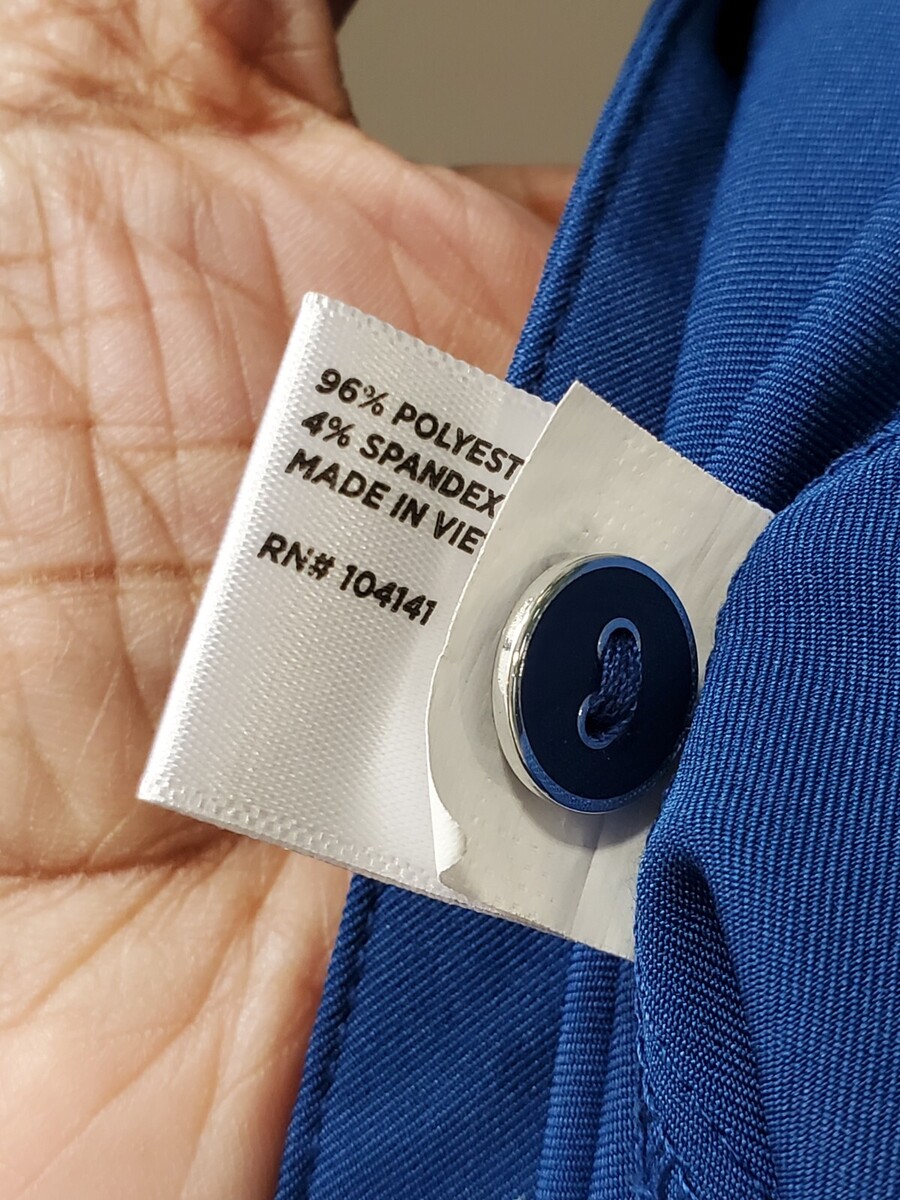 96% POLYEST
4% SPANDEX
MADE IN VIE
RN# 104141